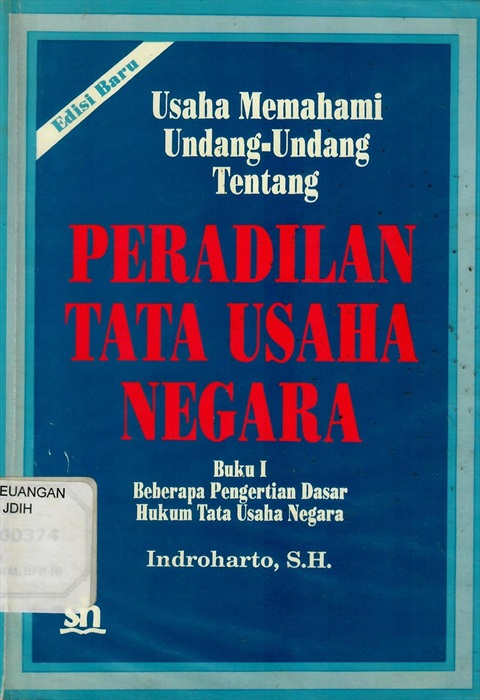 Edisi Baru
Usaha Memahami
Undang-Undang
Tentang
PERADILAN
TATA USAHA
NEGARA
Buku I
Beberapa Pengertian Dasar
Hukum Tata Usaha Negara
EUANGAN
JDIH
Indroharto, S.H.
sh